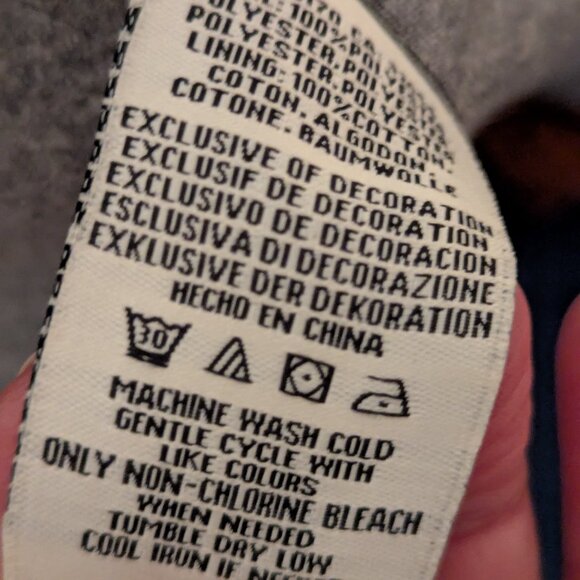 100% POLYESTER
POLYESTER, POLYESTER
LINING: 100% COTTON,
COTON, ALGODON,
COTONE, BAUMWOLLE
EXCLUSIVE OF DECORATION
EXCLUSIF DE DECORATION
EXCLUSIVO DE DECORACION
ESCLUSIVA DI DECORAZIONE
EXKLUSIVE DER DEKORATION
HECHO EN CHINA
30
MACHINE WASH COLD
GENTLE CYCLE WITH
LIKE COLORS
ONLY NON-CHLORINE BLEACH
WHEN NEEDED
TUMBLE DRY LOW
COOL IRON IF